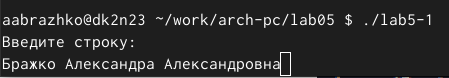 aabrazhko@dk2n23 ~/work/arch-pc/lab05 $ ./lab5-1
Введите строку:
Бражко Александра Александровна